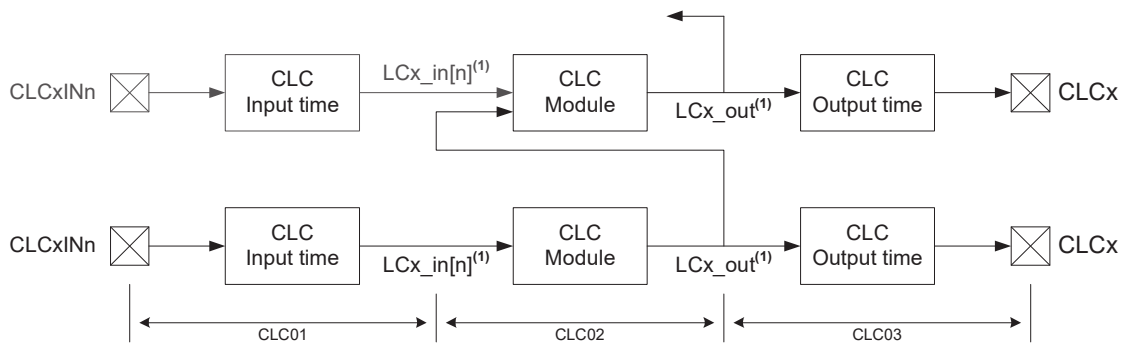 CLCxINn
CLC
Input time
LCx_in[n](1)
CLC
Module
LCx_out(1)
CLC
Output time
CLCx
CLCxINn
CLC
Input time
LCx_in[n](1)
CLC
Module
LCx_out(1)
CLC
Output time
CLCx
CLC01
CLC02
CLC03